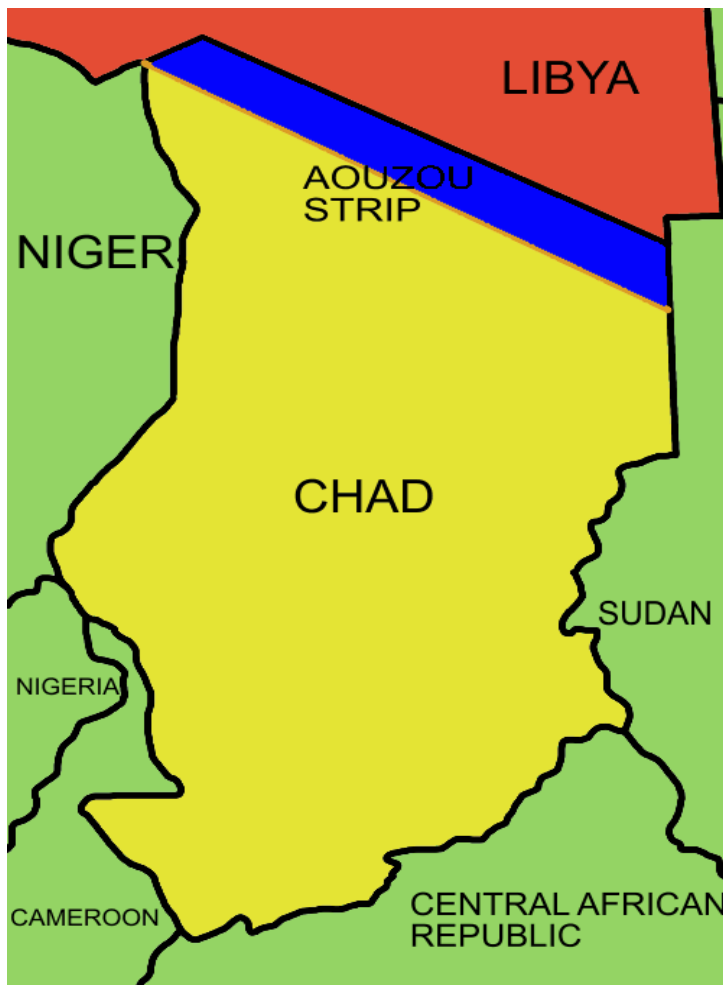 LIBYA
AOUZOU
STRIP
NIGER
CHAD
SUDAN
NIGERIA
CENTRAL AFRICAN
REPUBLIC
CAMEROON